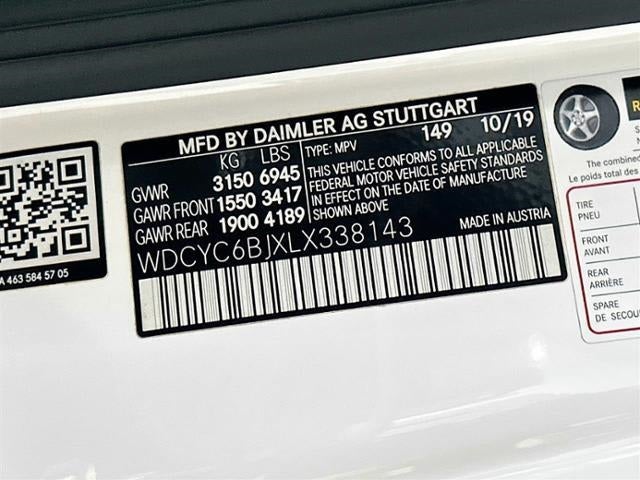 MFD BY DAIMLER AG STUTTGART
KG LBS
GVWR 3150 6945
GAWR FRONT 1550 3417
GAWR REAR 1900 4189
TYPE: MPV 149 10/19
THIS VEHICLE CONFORMS TO ALL APPLICABLE
FEDERAL MOTOR VEHICLE SAFETY STANDARDS
IN EFFECT ON THE DATE OF MANUFACTURE
SHOWN ABOVE
MADE IN AUSTRIA
WDCYC6BJXLX338143
A 463 584 57 05
The combined
Le poids total des
TIRE
PNEU
FRONT
AVANT
REAR
ARRIÈRE
SPARE
DE SECOU